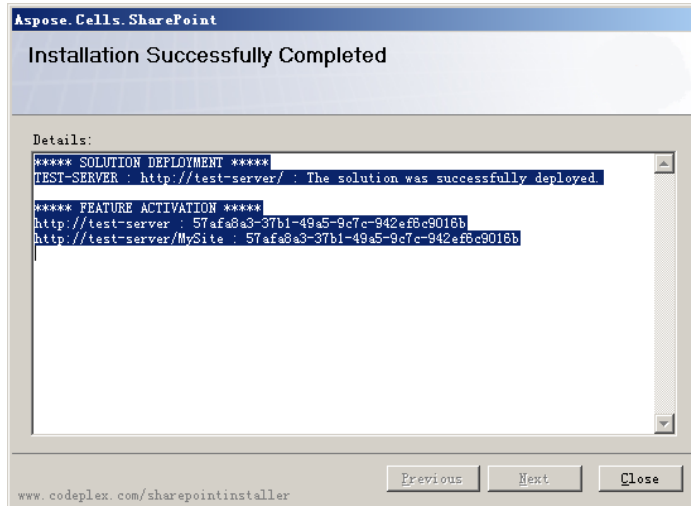 Aspose.Cells.SharePoint
Installation Successfully Completed
Details:
***** SOLUTION DEPLOYMENT *****
TEST-SERVER : http://test-server/ : The solution was successfully deployed.
***** FEATURE ACTIVATION *****
http://test-server : 57afa8a3-37b1-49a5-9c7c-942ef6c9016b
http://test-server/MySite : 57afa8a3-37b1-49a5-9c7c-942ef6c9016b
Previous Next Close
www.codeplex.com/sharepointinstaller